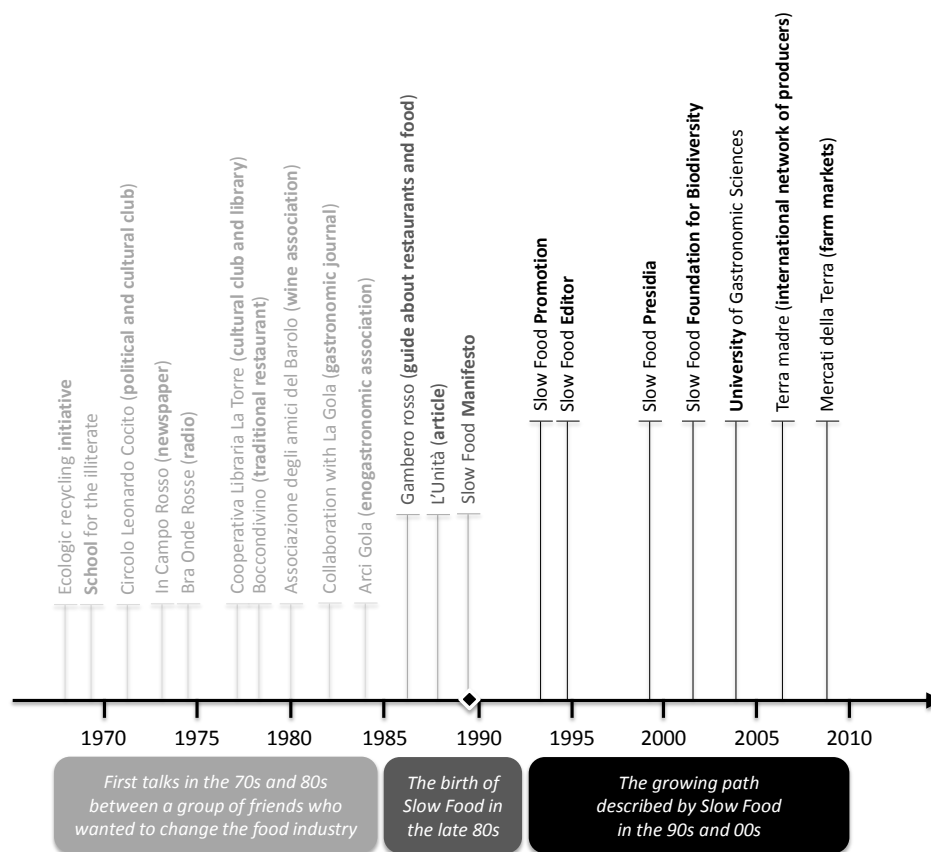 Ecologic recycling initiative
School for the illiterate
Circolo Leonardo Cocito (political and cultural club)
In Campo Rosso (newspaper)
Bra Onde Rosse (radio)
Cooperativa Libraria La Torre (cultural club and library)
Boccondivino (traditional restaurant)
Associazione degli amici del Barolo (wine association)
Collaboration with La Gola (gastronomic journal)
Arci Gola (enogastronomic association)
Gambero rosso (guide about restaurants and food)
L'Unità (article)
Slow Food Manifesto
Slow Food Promotion
Slow Food Editor
Slow Food Presidia
Slow Food Foundation for Biodiversity
University of Gastronomic Sciences
Terra madre (international network of producers)
Mercati della Terra (farm markets)
1970 1975 1980 1985 1990 1995 2000 2005 2010
First talks in the 70s and 80s
between a group of friends who
wanted to change the food industry
The birth of
Slow Food in
the late 80s
The growing path
described by Slow Food
in the 90s and 00s